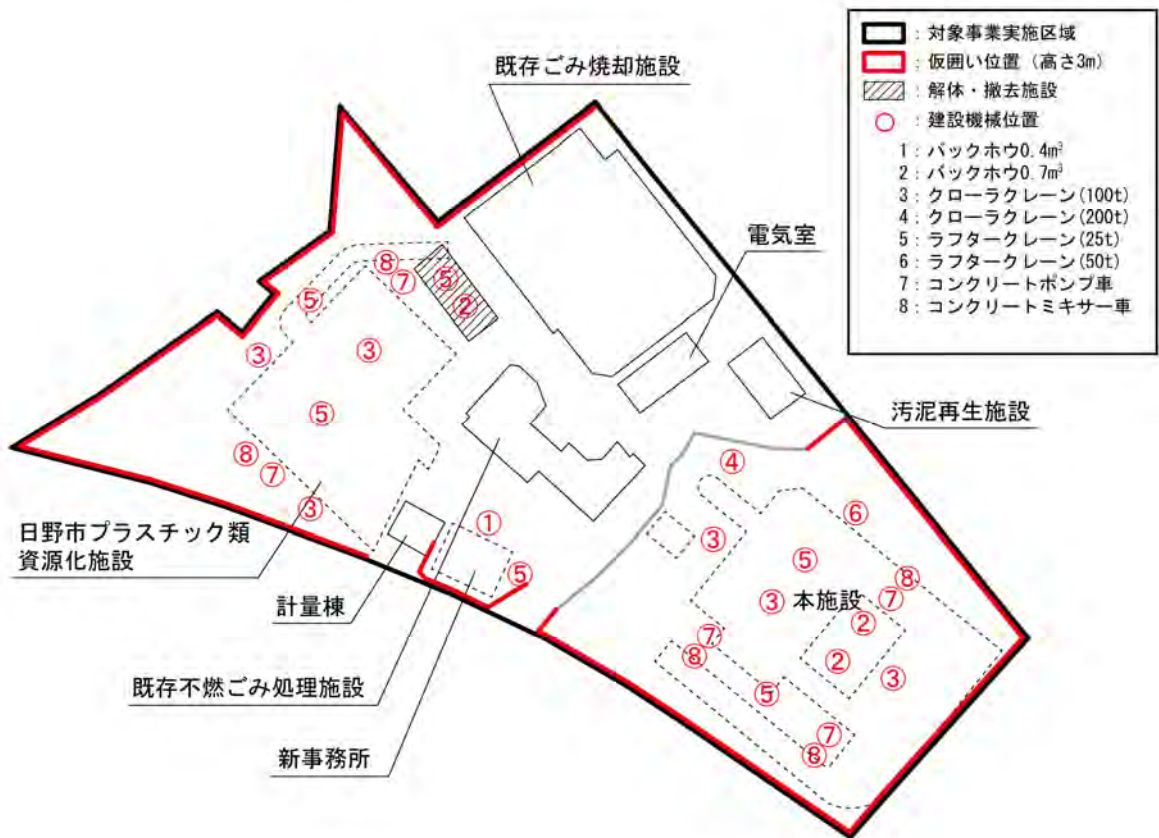 ：対象事業実施区域
：仮囲い位置（高さ3m）
：解体・撤去施設
：建設機械位置
1：バックホウ0.4m³
2：バックホウ0.7m³
3：クローラクレーン(100t)
4：クローラクレーン(200t)
5：ラフタークレーン(25t)
6：ラフタークレーン(50t)
7：コンクリートポンプ車
8：コンクリートミキサー車
既存ごみ焼却施設
電気室
汚泥再生施設
⑧
⑦
⑤
②
⑤
③
③
⑤
⑧
⑦
③
日野市プラスチック類
資源化施設
計量棟
①
⑤
既存不燃ごみ処理施設
新事務所
④
⑥
③
⑤
⑧
③
本施設
⑦
②
⑦
⑧
②
③
⑤
⑦
⑧